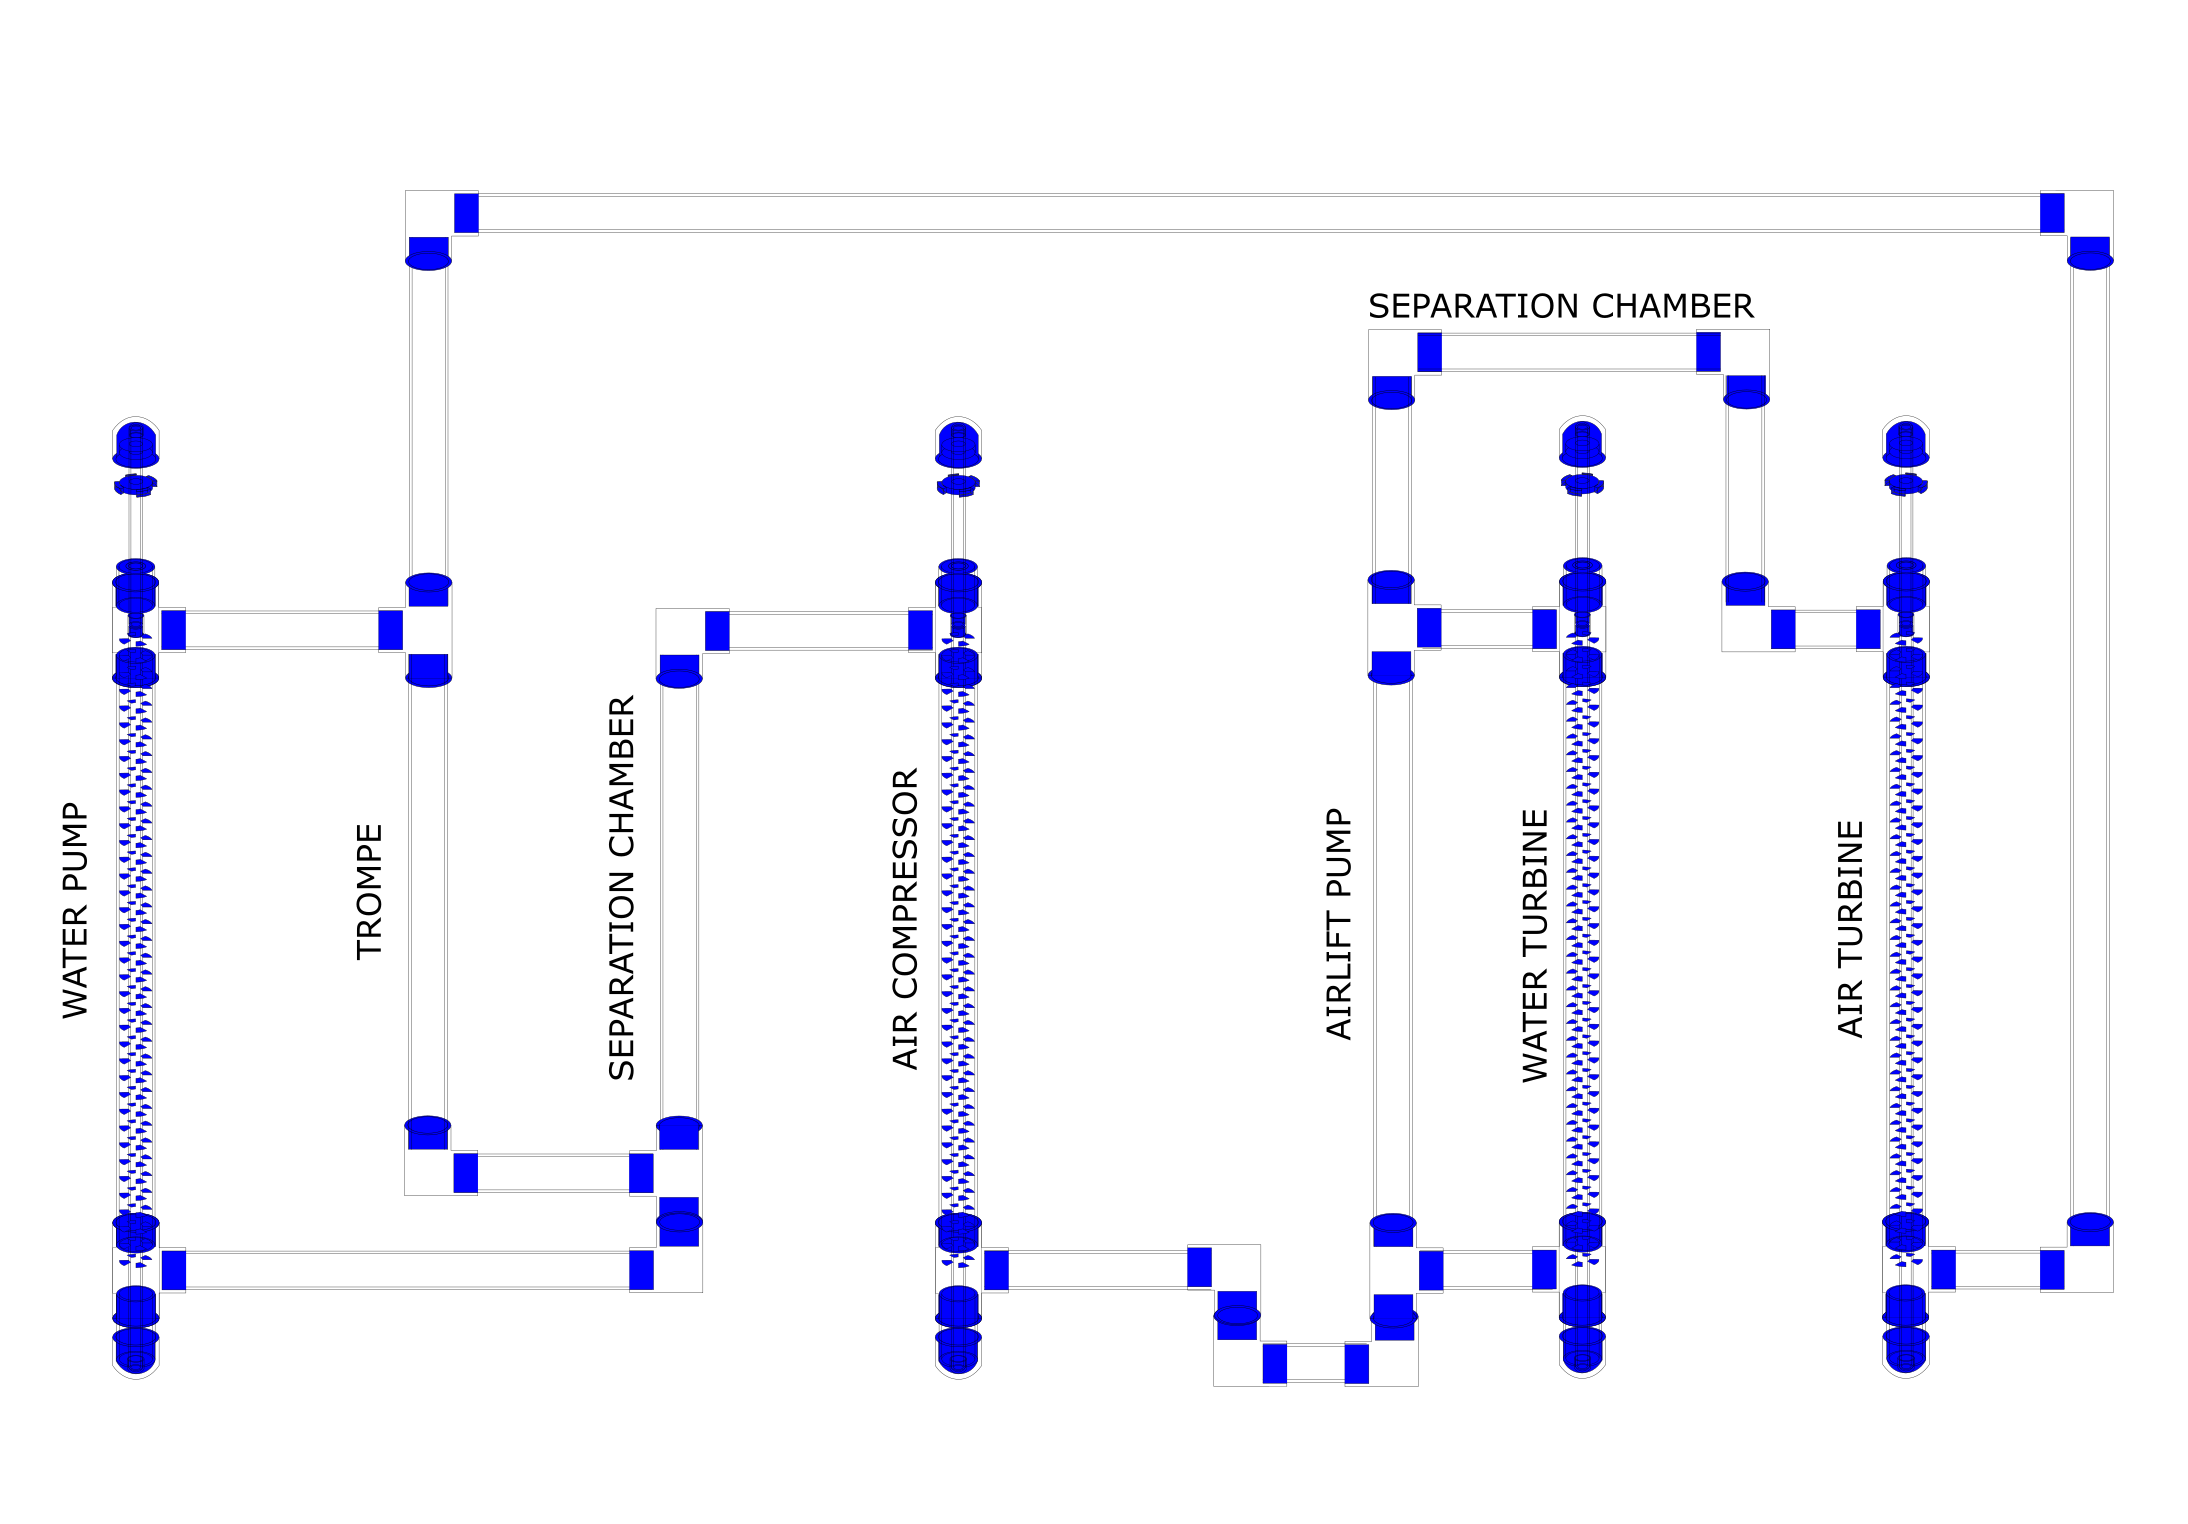 SEPARATION CHAMBER
WATER PUMP
TROMPE
SEPARATION CHAMBER
AIR COMPRESSOR
AIRLIFT PUMP
WATER TURBINE
AIR TURBINE